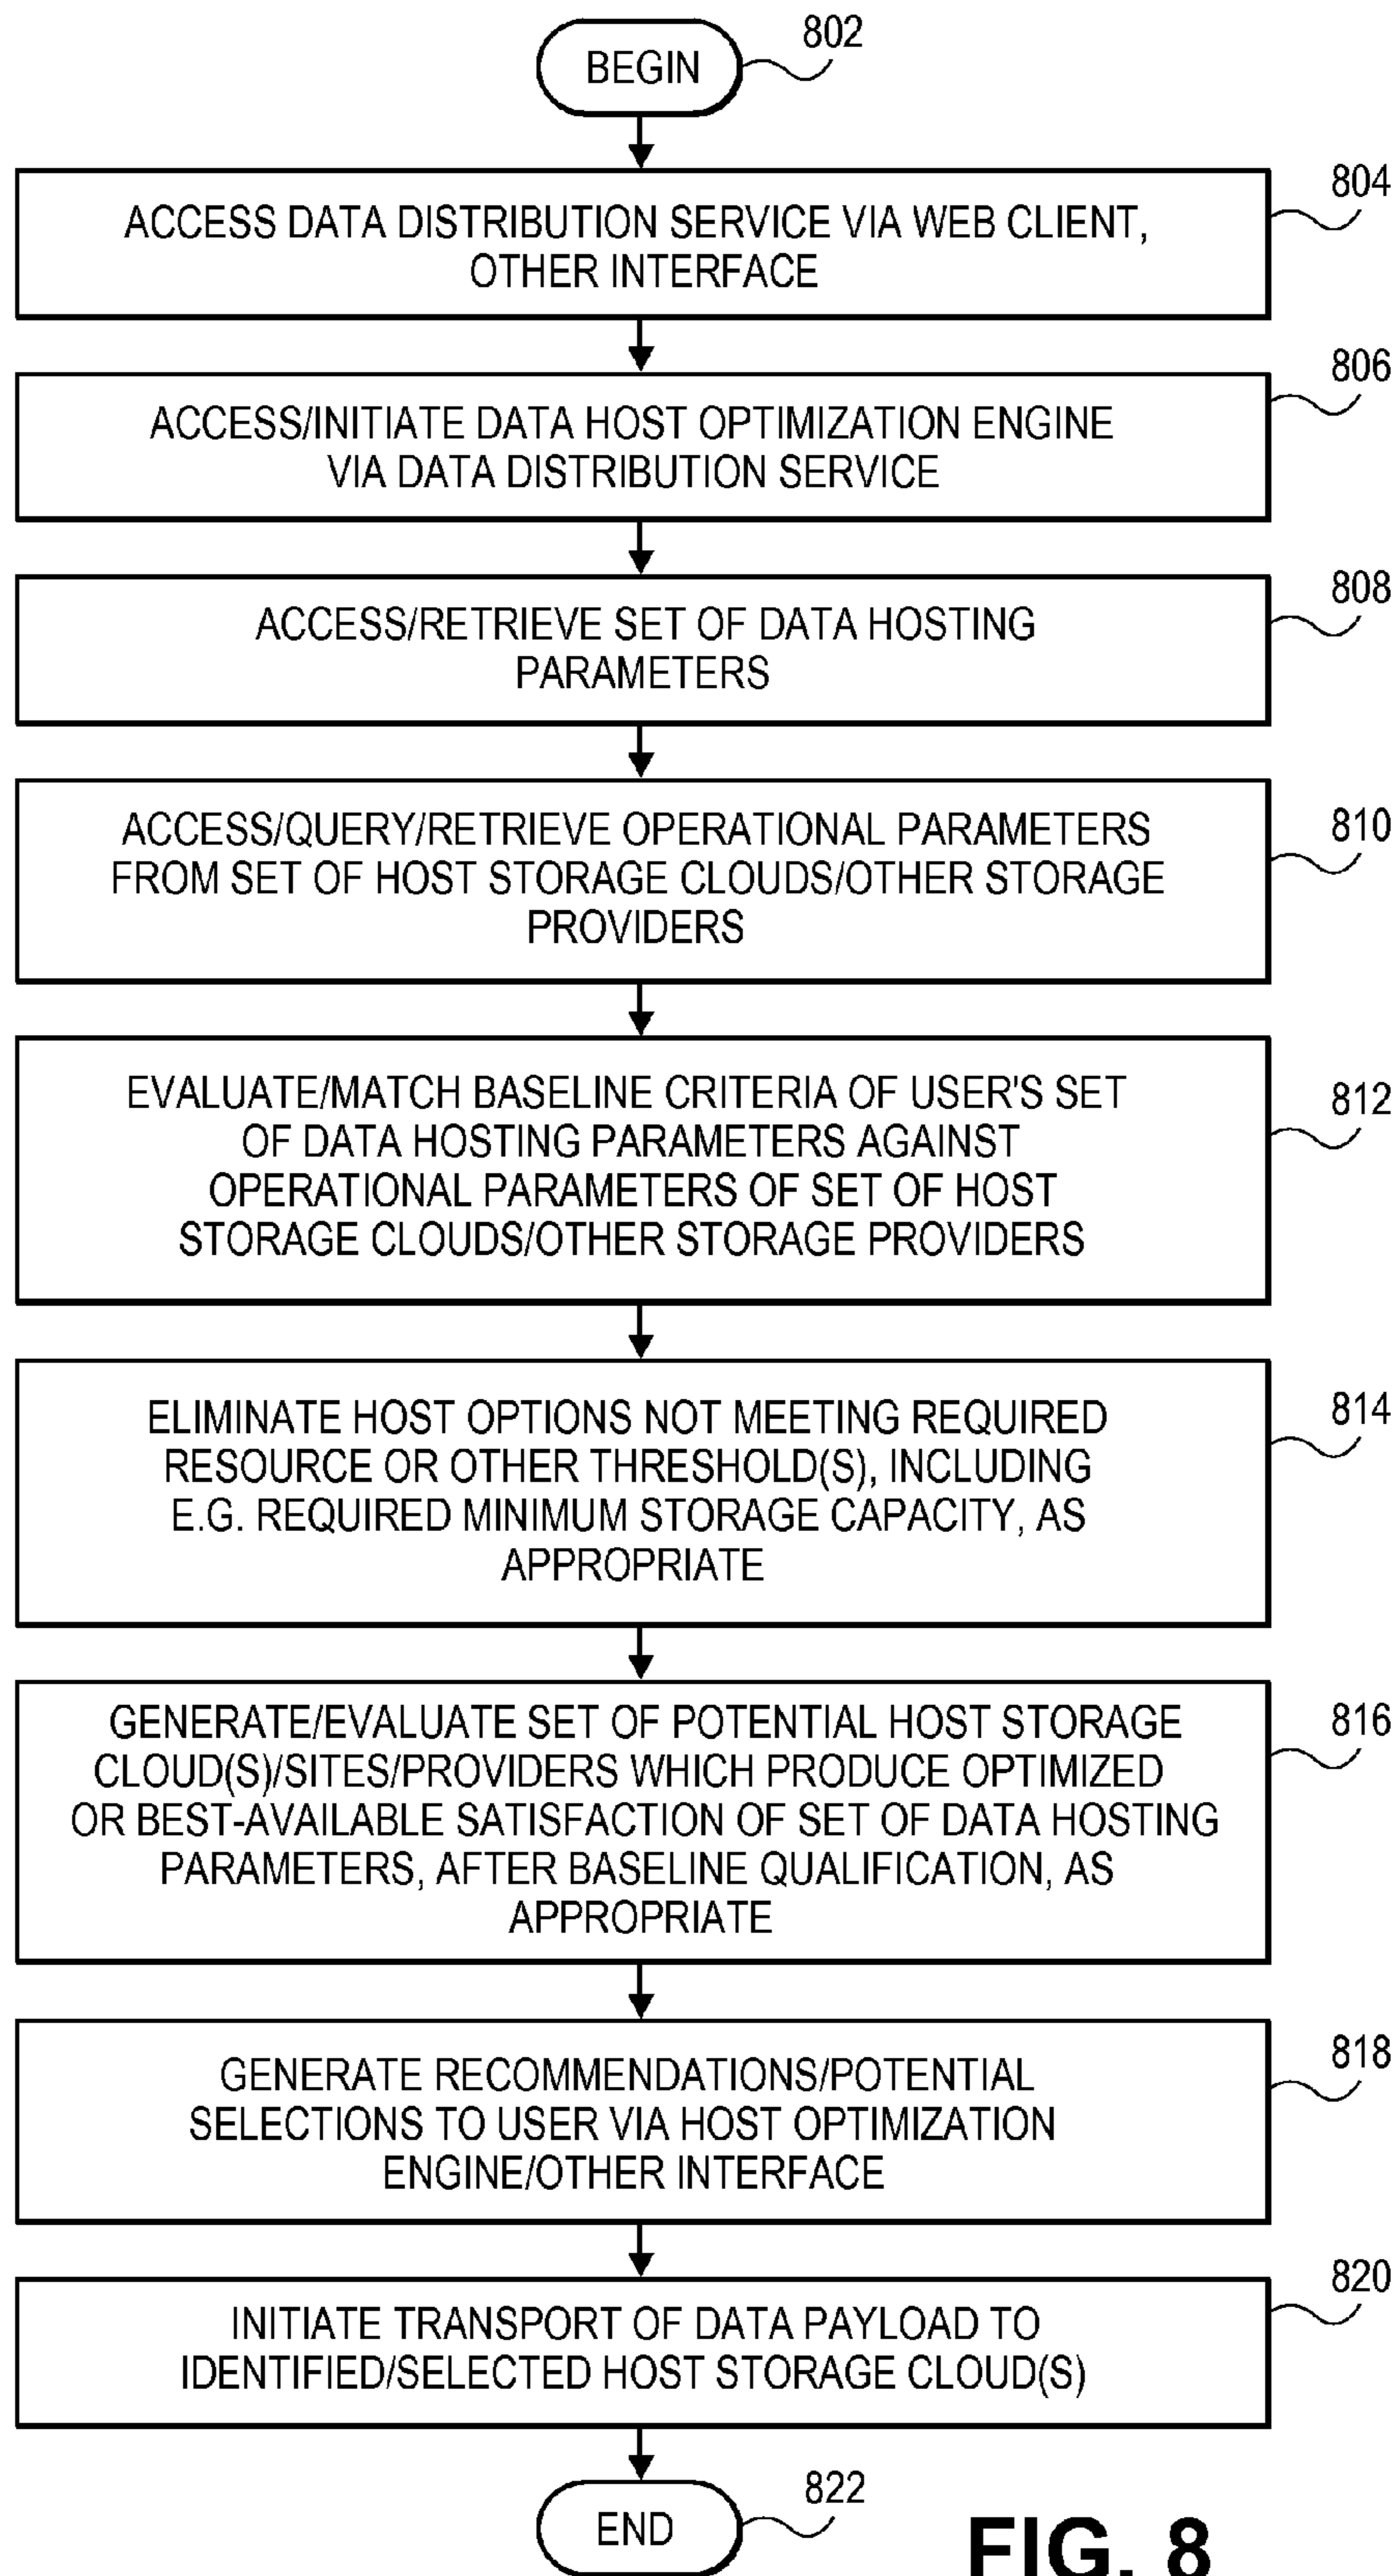 BEGIN
802
804
ACCESS DATA DISTRIBUTION SERVICE VIA WEB CLIENT,
OTHER INTERFACE
806
ACCESS/INITIATE DATA HOST OPTIMIZATION ENGINE
VIA DATA DISTRIBUTION SERVICE
808
ACCESS/RETRIEVE SET OF DATA HOSTING
PARAMETERS
810
ACCESS/QUERY/RETRIEVE OPERATIONAL PARAMETERS
FROM SET OF HOST STORAGE CLOUDS/OTHER STORAGE
PROVIDERS
812
EVALUATE/MATCH BASELINE CRITERIA OF USER'S SET
OF DATA HOSTING PARAMETERS AGAINST
OPERATIONAL PARAMETERS OF SET OF HOST
STORAGE CLOUDS/OTHER STORAGE PROVIDERS
814
ELIMINATE HOST OPTIONS NOT MEETING REQUIRED
RESOURCE OR OTHER THRESHOLD(S), INCLUDING
E.G. REQUIRED MINIMUM STORAGE CAPACITY, AS
APPROPRIATE
816
GENERATE/EVALUATE SET OF POTENTIAL HOST STORAGE
CLOUD(S)/SITES/PROVIDERS WHICH PRODUCE OPTIMIZED
OR BEST-AVAILABLE SATISFACTION OF SET OF DATA HOSTING
PARAMETERS, AFTER BASELINE QUALIFICATION, AS
APPROPRIATE
818
GENERATE RECOMMENDATIONS/POTENTIAL
SELECTIONS TO USER VIA HOST OPTIMIZATION
ENGINE/OTHER INTERFACE
820
INITIATE TRANSPORT OF DATA PAYLOAD TO
IDENTIFIED/SELECTED HOST STORAGE CLOUD(S)
822
END
FIG. 8